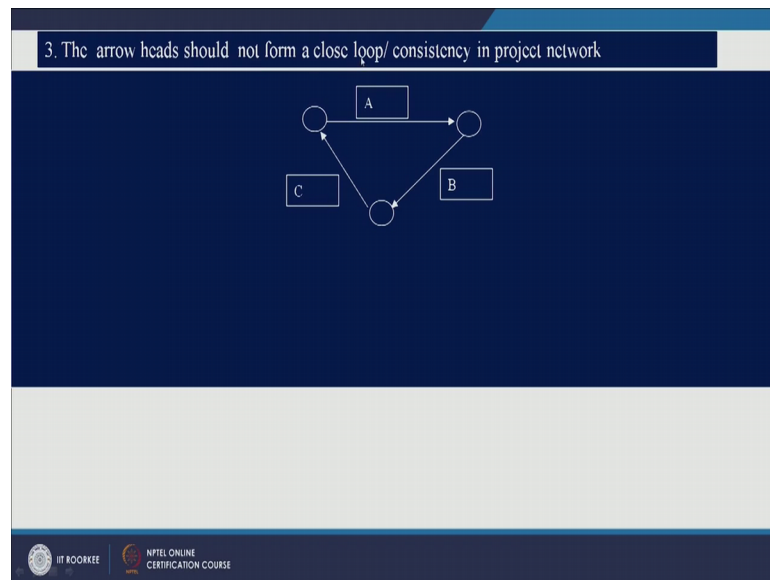 3. The arrow heads should not form a close loop/ consistency in project network
A
C
B
IIT ROORKEE
NPTEL ONLINE
CERTIFICATION COURSE